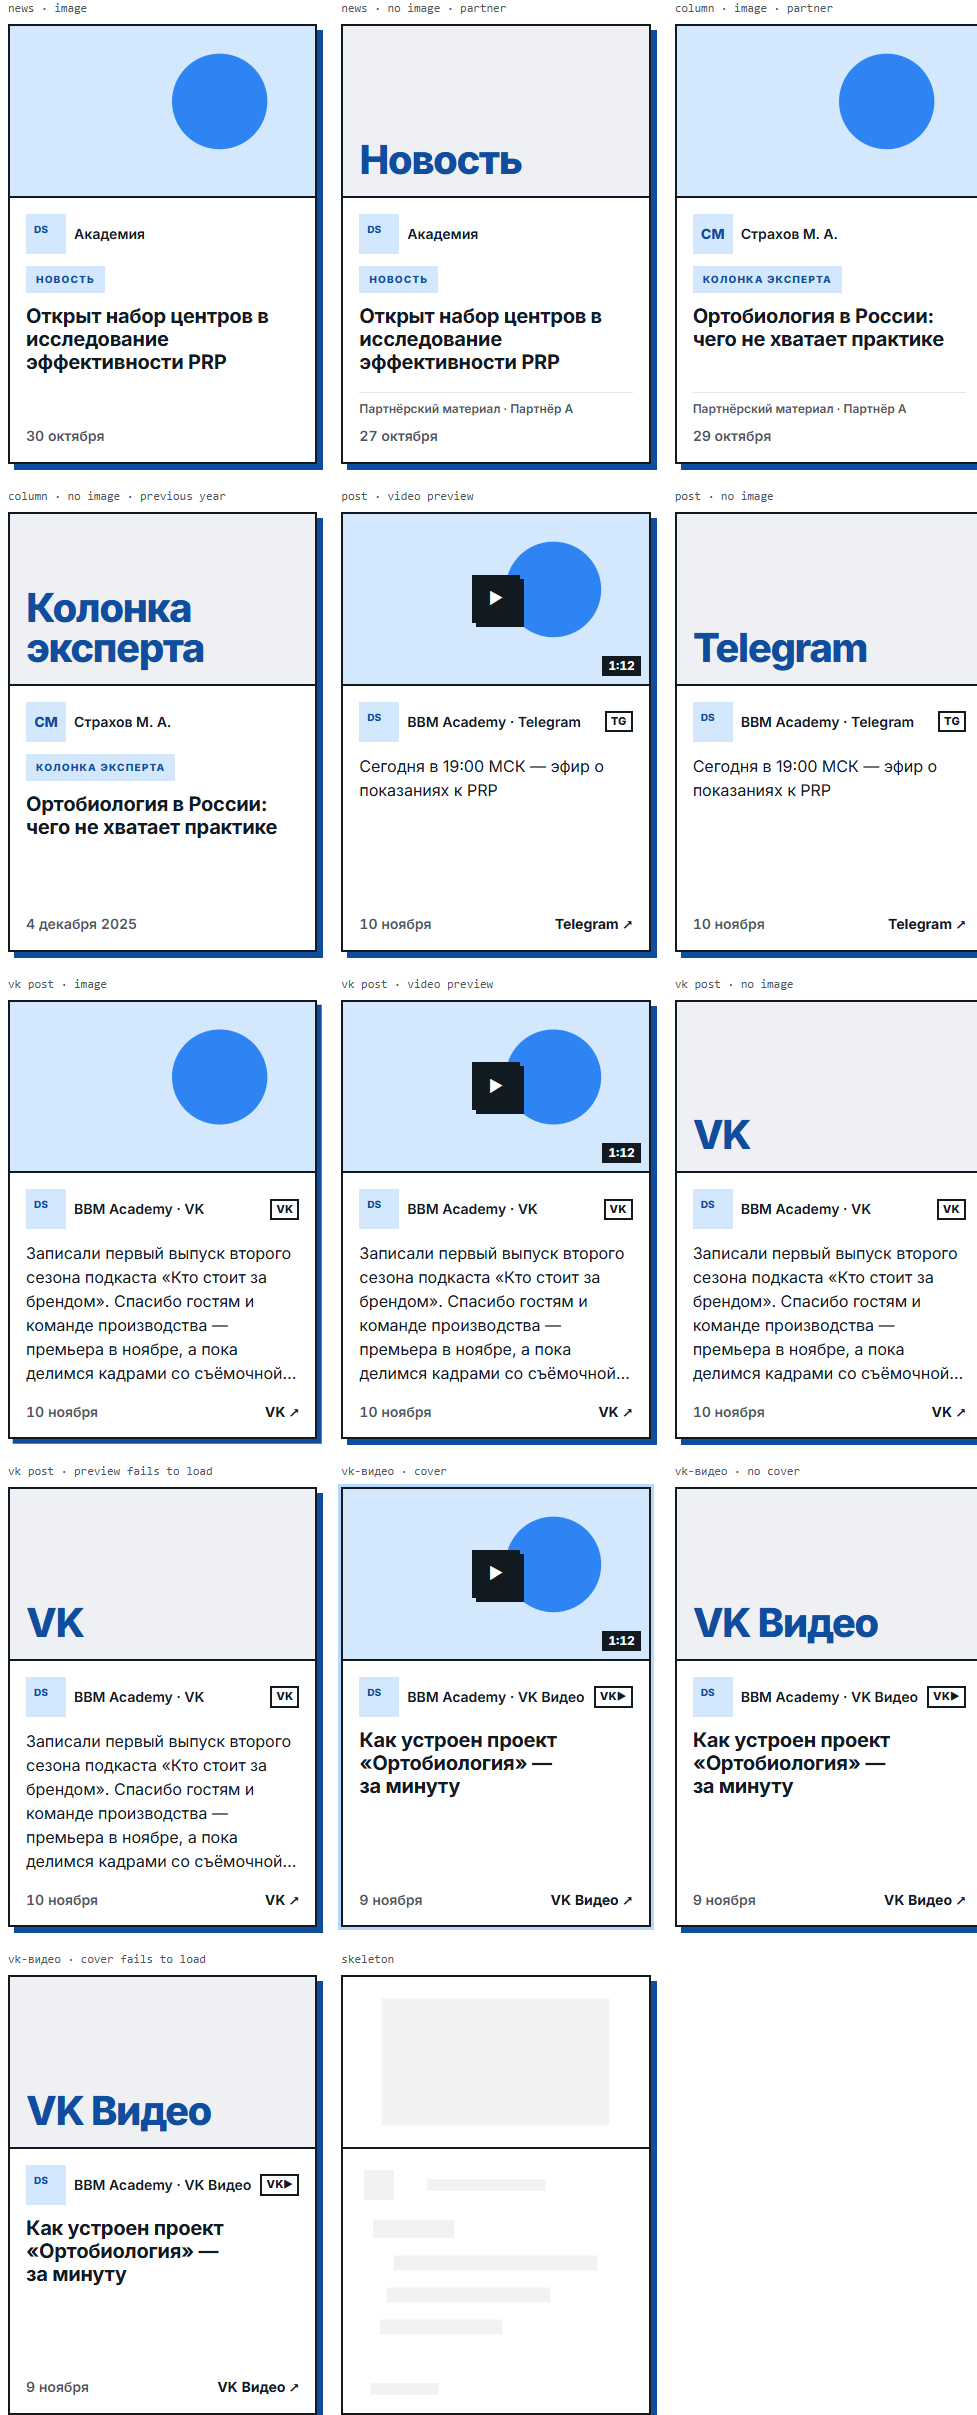 news · image
news · no image · partner
column · image · partner
Новость
DS
Академия
НОВОСТЬ
Открыт набор центров в
исследование
эффективности PRP
30 октября
DS
Академия
НОВОСТЬ
Открыт набор центров в
исследование
эффективности PRP
Партнёрский материал · Партнёр А
27 октября
СМ
Страхов М. А.
КОЛОНКА ЭКСПЕРТА
Ортобиология в России:
чего не хватает практике
Партнёрский материал · Партнёр А
29 октября
column · no image · previous year
post · video preview
post · no image
Колонка
эксперта
СМ
Страхов М. А.
КОЛОНКА ЭКСПЕРТА
Ортобиология в России:
чего не хватает практике
4 декабря 2025
1:12
DS
BBM Academy · Telegram
TG
Сегодня в 19:00 МСК — эфир о
показаниях к PRP
10 ноября
Telegram ↗
Telegram
DS
BBM Academy · Telegram
TG
Сегодня в 19:00 МСК — эфир о
показаниях к PRP
10 ноября
Telegram ↗
vk post · image
vk post · video preview
vk post · no image
DS
BBM Academy · VK
VK
Записали первый выпуск второго
сезона подкаста «Кто стоит за
брендом». Спасибо гостям и
команде производства —
премьера в ноябре, а пока
делимся кадрами со съёмочной…
10 ноября
VK ↗
1:12
DS
BBM Academy · VK
VK
Записали первый выпуск второго
сезона подкаста «Кто стоит за
брендом». Спасибо гостям и
команде производства —
премьера в ноябре, а пока
делимся кадрами со съёмочной…
10 ноября
VK ↗
VK
DS
BBM Academy · VK
VK
Записали первый выпуск второго
сезона подкаста «Кто стоит за
брендом». Спасибо гостям и
команде производства —
премьера в ноябре, а пока
делимся кадрами со съёмочной…
10 ноября
VK ↗
vk post · preview fails to load
vk-видео · cover
vk-видео · no cover
VK
DS
BBM Academy · VK
VK
Записали первый выпуск второго
сезона подкаста «Кто стоит за
брендом». Спасибо гостям и
команде производства —
премьера в ноябре, а пока
делимся кадрами со съёмочной…
10 ноября
VK ↗
1:12
DS
BBM Academy · VK Видео
VK▶
Как устроен проект
«Ортобиология» —
за минуту
9 ноября
VK Видео ↗
VK Видео
DS
BBM Academy · VK Видео
VK▶
Как устроен проект
«Ортобиология» —
за минуту
9 ноября
VK Видео ↗
vk-видео · cover fails to load
skeleton
VK Видео
DS
BBM Academy · VK Видео
VK▶
Как устроен проект
«Ортобиология» —
за минуту
9 ноября
VK Видео ↗